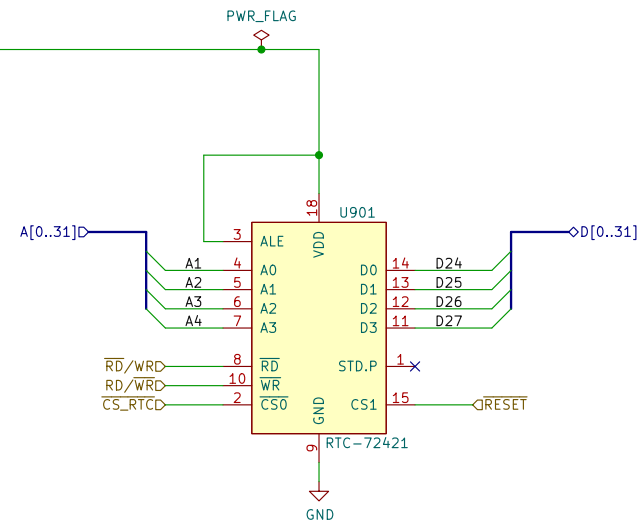 PWR_FLAG
U901
18
VDD
A[0..31]
D[0..31]
3 ALE
A1 4 A0 D0 14 D24
A2 5 A1 D1 13 D25
A3 6 A2 D2 12 D26
A4 7 A3 D3 11 D27
RD/WR 8 RD STD.P 1
RD/WR 10 WR
CS_RTC 2 CS0 CS1 15 RESET
GND
9
RTC-72421
GND